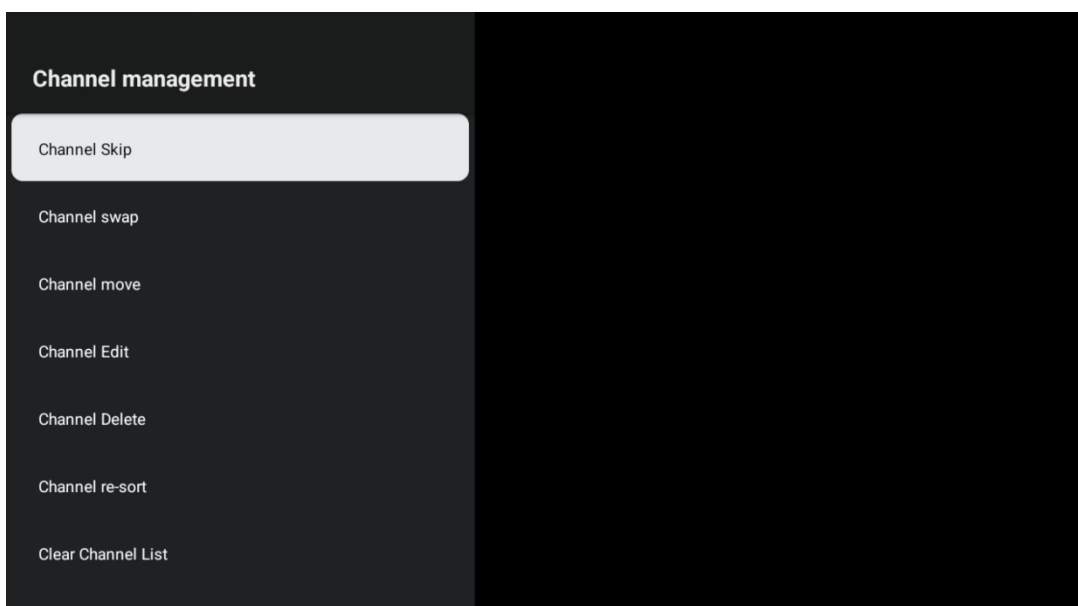 Channel management
Channel Skip
Channel swap
Channel move
Channel Edit
Channel Delete
Channel re-sort
Clear Channel List